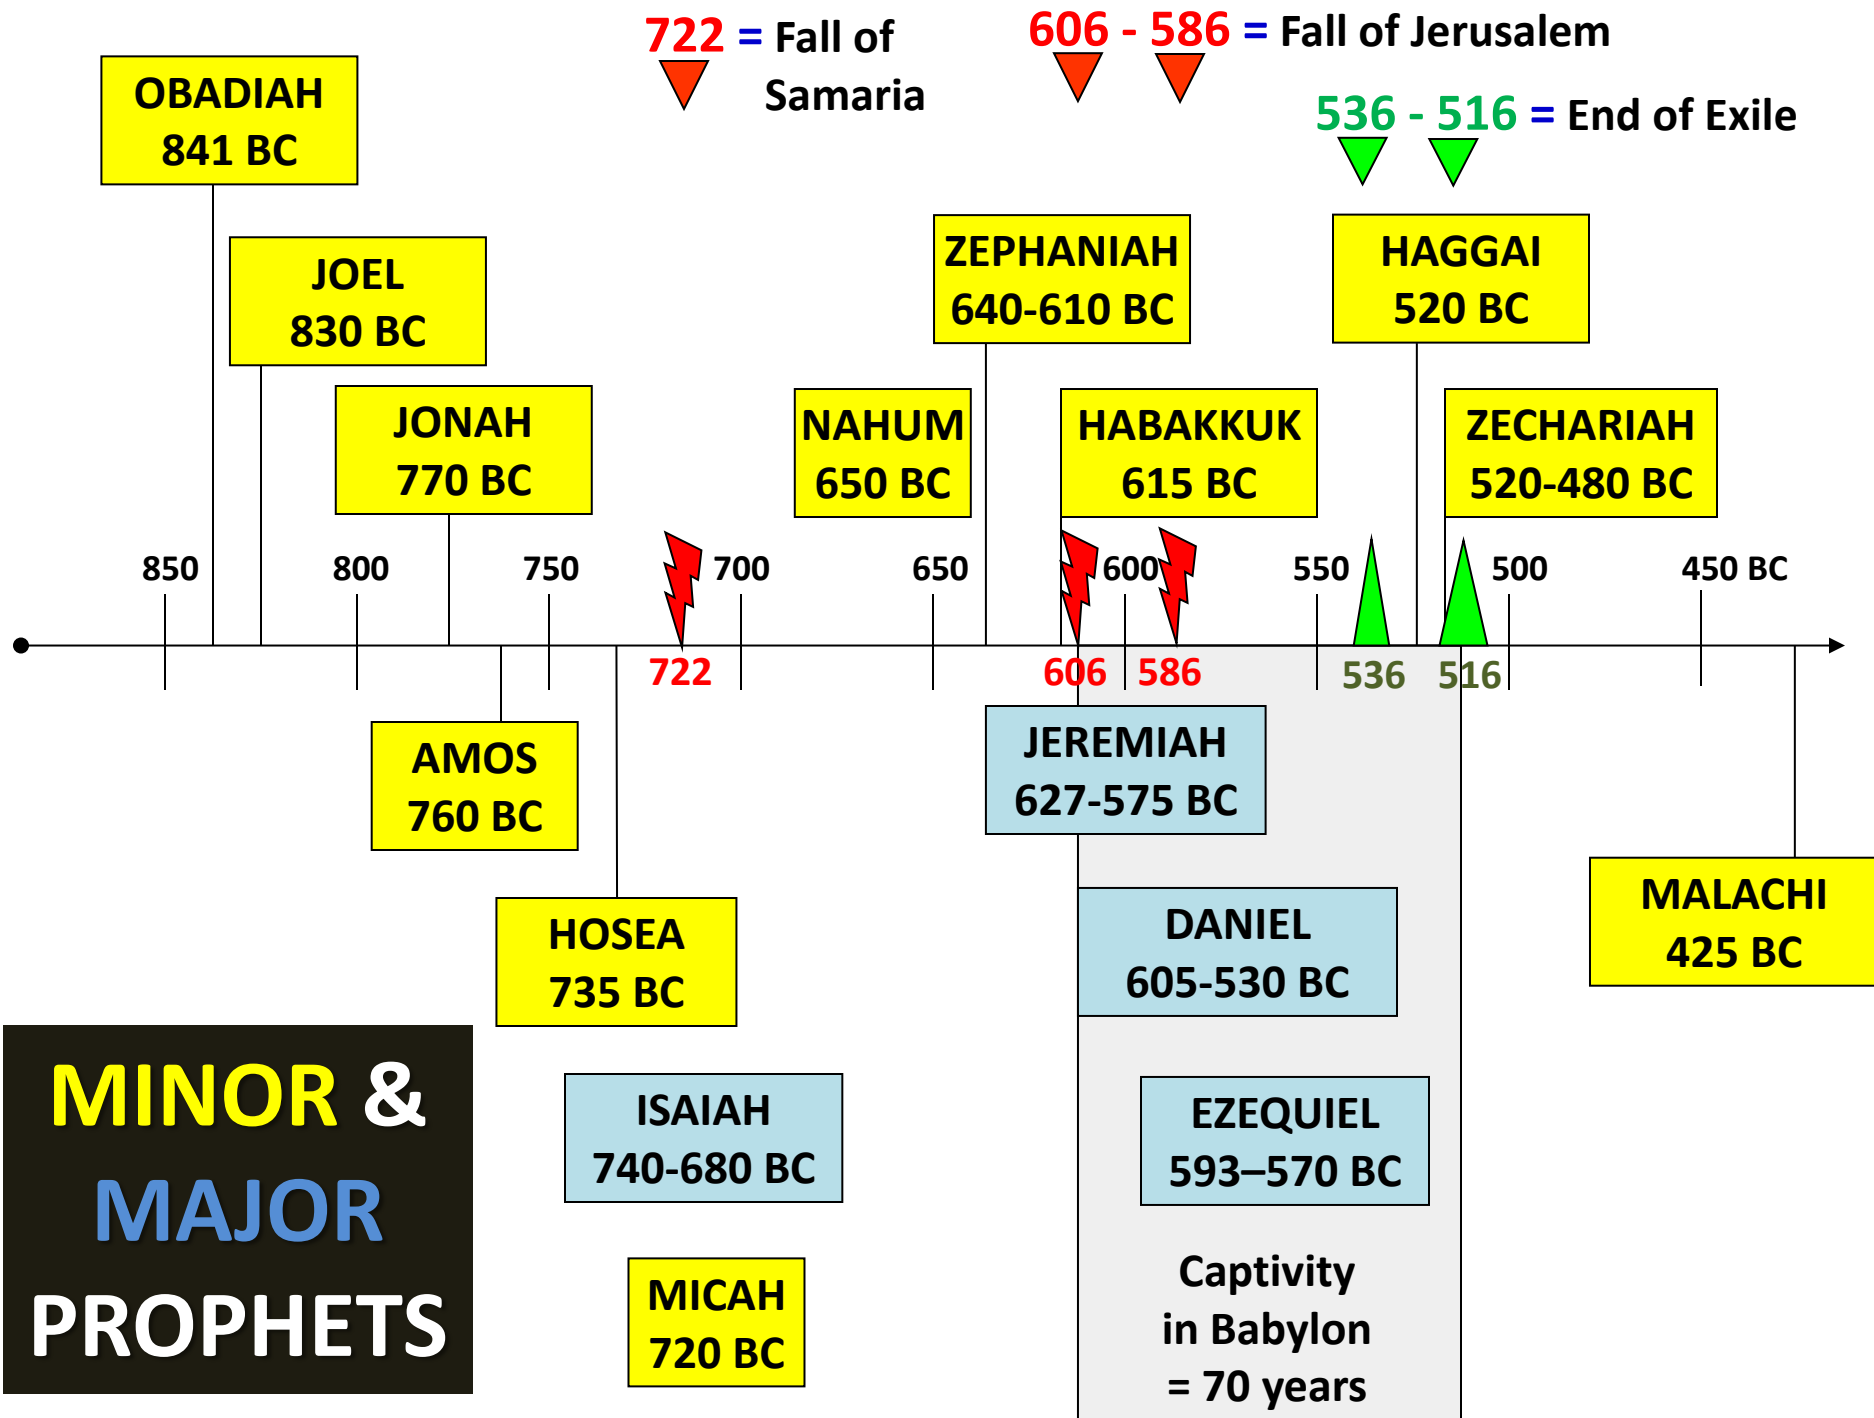 722 = Fall of
Samaria
606 - 586 = Fall of Jerusalem
536 - 516 = End of Exile
OBADIAH
841 BC
JOEL
830 BC
JONAH
770 BC
ZEPHANIAH
640-610 BC
HAGGAI
520 BC
NAHUM
650 BC
HABAKKUK
615 BC
ZECHARIAH
520-480 BC
850 800 750 700 650 600 550 500 450 BC
722 606 586 536 516
JEREMIAH
627-575 BC
AMOS
760 BC
DANIEL
605-530 BC
MALACHI
425 BC
HOSEA
735 BC
ISAIAH
740-680 BC
EZEQUIEL
593–570 BC
MICAH
720 BC
Captivity
in Babylon
= 70 years
MINOR &
MAJOR
PROPHETS